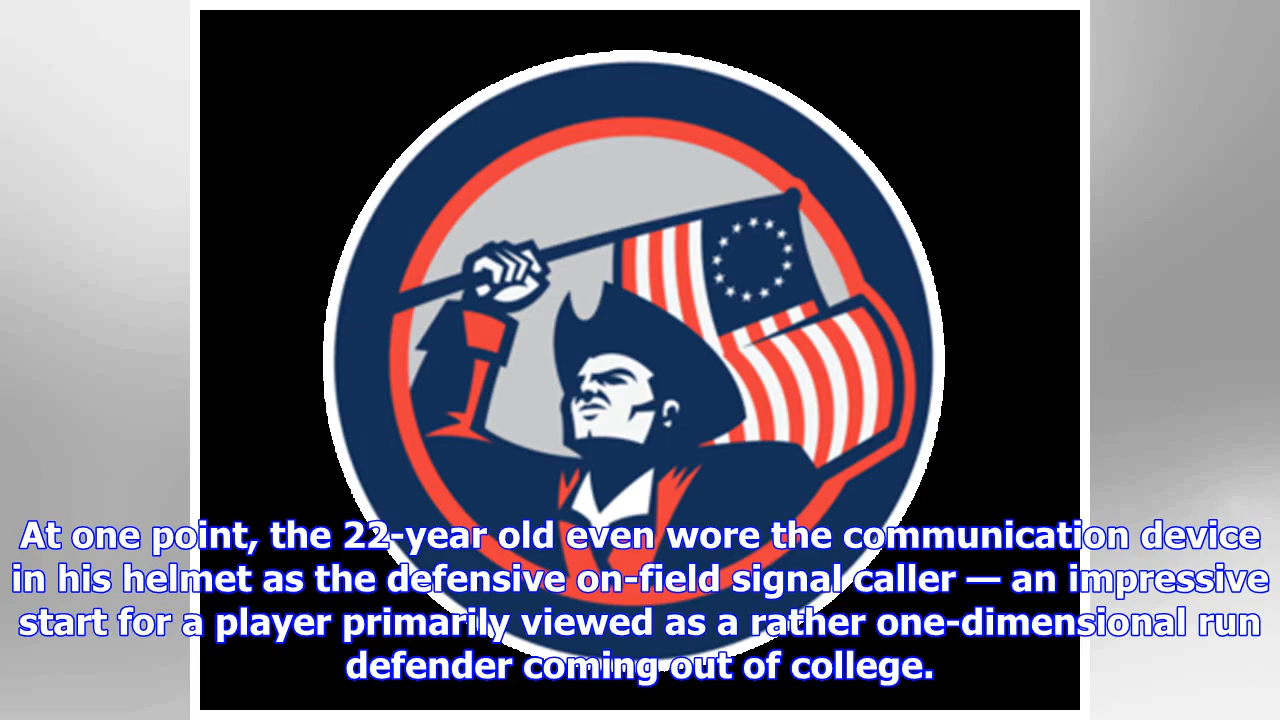 At one point, the 22-year old even wore the communication device
in his helmet as the defensive on-field signal caller — an impressive
start for a player primarily viewed as a rather one-dimensional run
defender coming out of college.